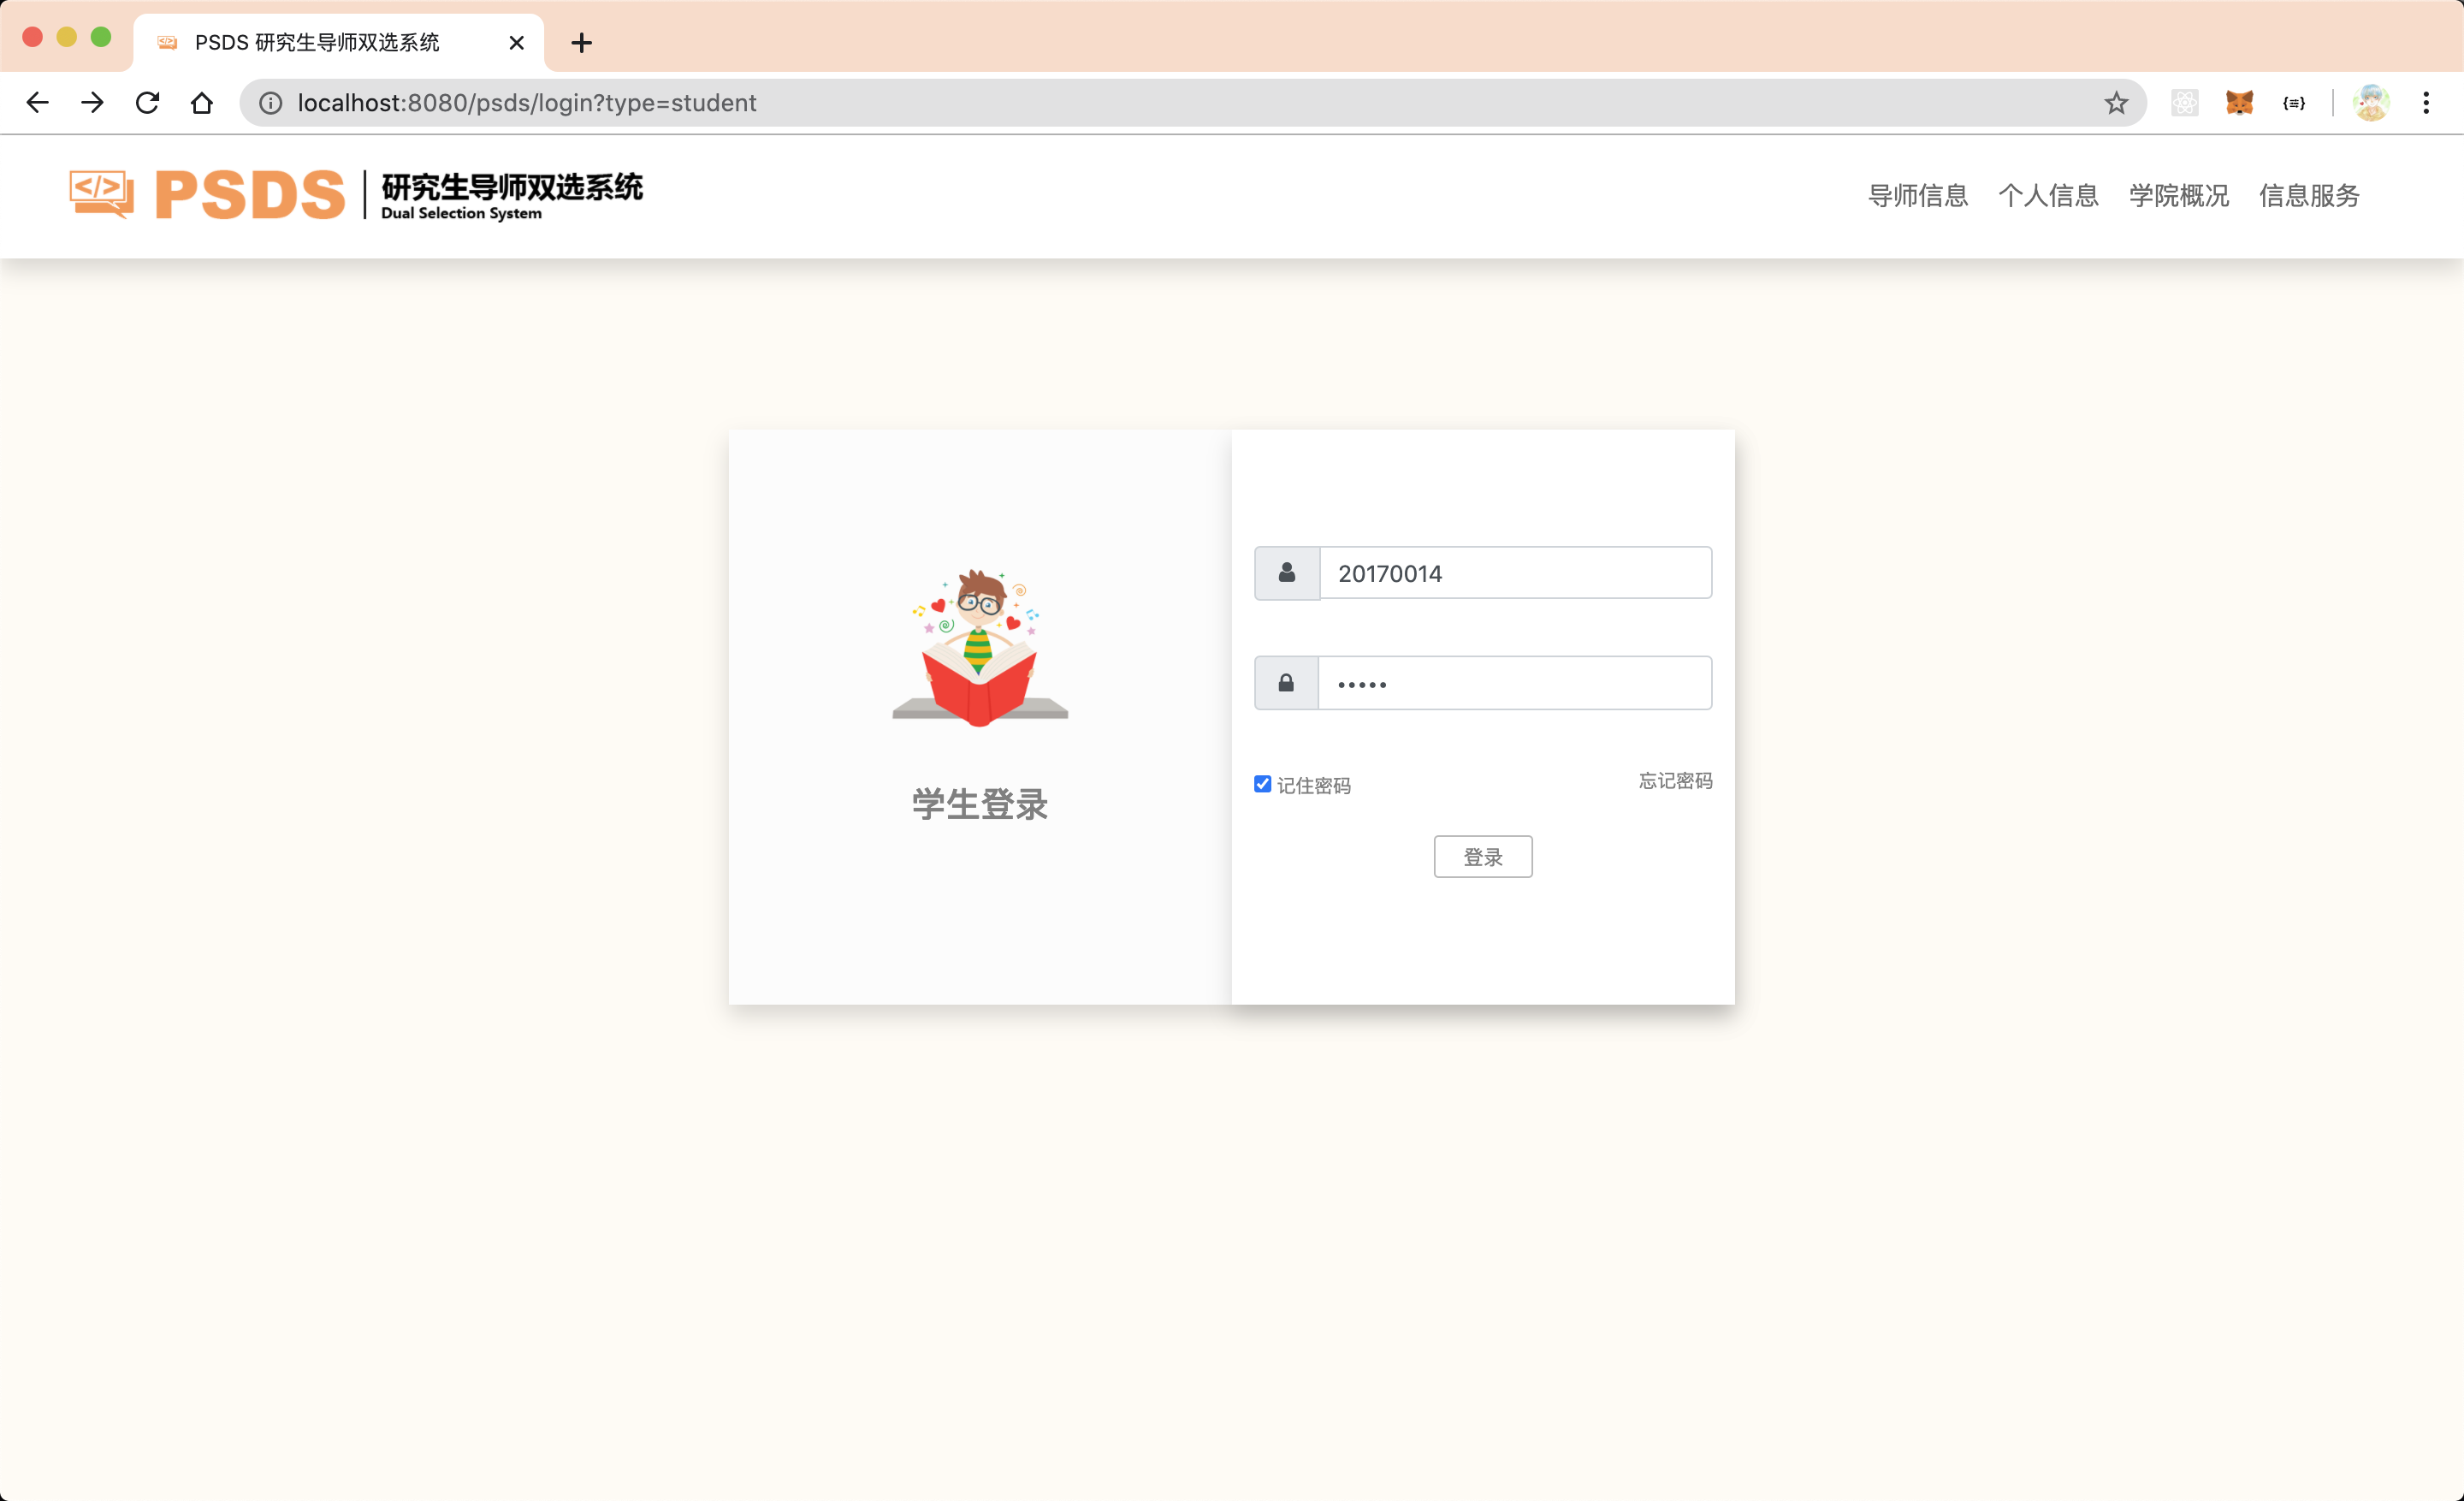 PSDS 研究生导师双选系统
localhost:8080/psds/login?type=student
</> PSDS 研究生导师双选系统
Dual Selection System
导师信息 个人信息 学院概况 信息服务
20170014
•••••
学生登录
记住密码 忘记密码
登录